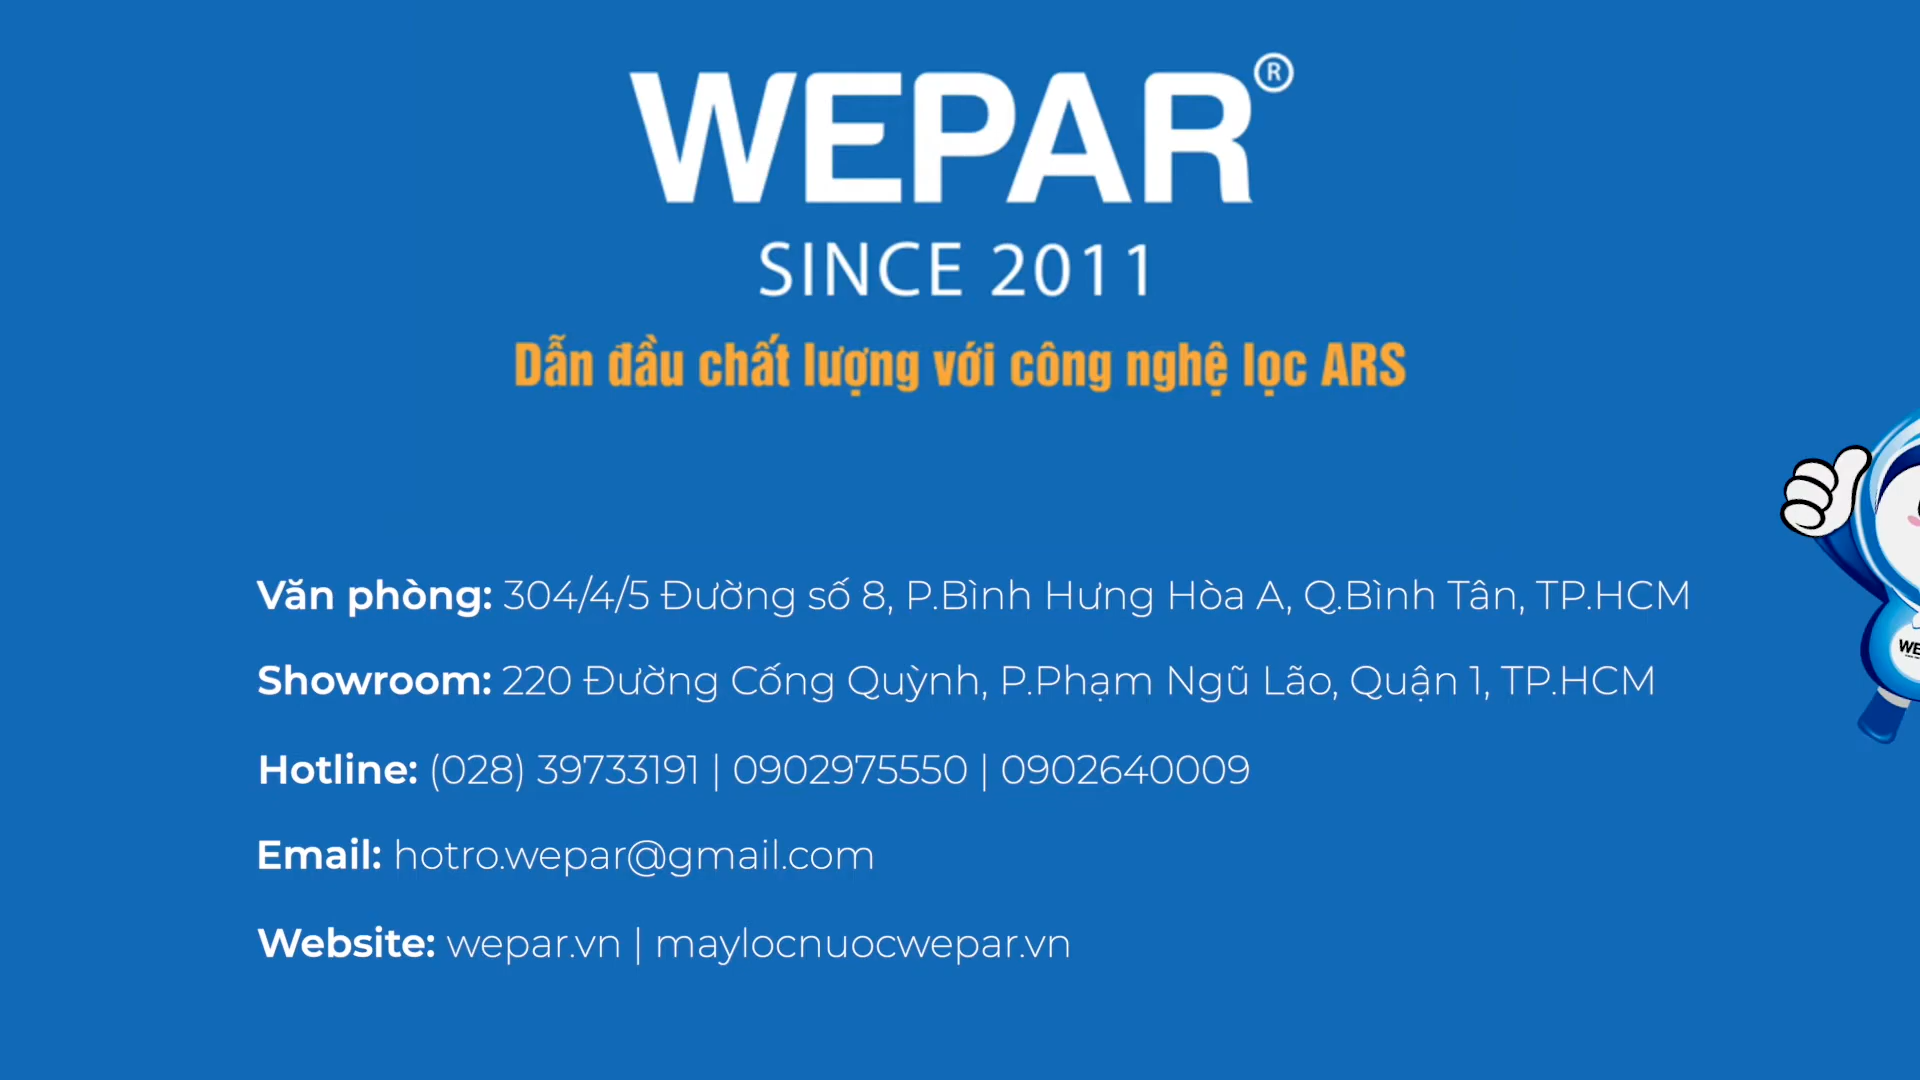 WEPAR®
SINCE 2011
Dẫn đầu chất lượng với công nghệ lọc ARS
Văn phòng: 304/4/5 Đường số 8, P.Bình Hưng Hòa A, Q.Bình Tân, TP.HCM
Showroom: 220 Đường Cống Quỳnh, P.Phạm Ngũ Lão, Quận 1, TP.HCM
Hotline: (028) 39733191 | 0902975550 | 0902640009
Email: hotro.wepar@gmail.com
Website: wepar.vn | maylocnuocwepar.vn